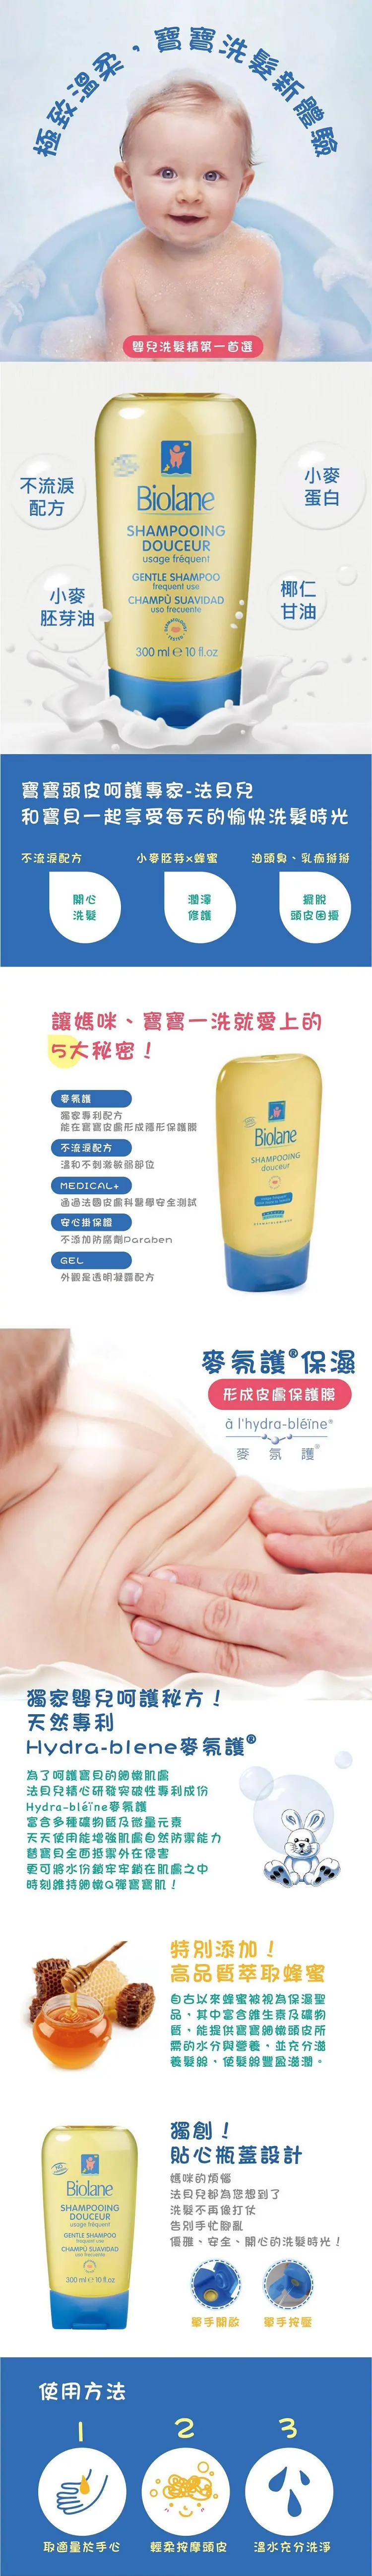 極致溫柔，寶寶洗髮新體驗
嬰兒洗髮精第一首選
不流淚
配方
小麥
蛋白
小麥
胚芽油
椰仁
甘油
Biolane
SHAMPOOING
DOUCEUR
usage fréquent
GENTLE SHAMPOO
frequent use
CHAMPÚ SUAVIDAD
uso frecuente
DERMATOLOGICALLY TESTED
300 ml e 10 fl.oz
寶寶頭皮呵護專家-法貝兒
和寶貝一起享受每天的愉快洗髮時光
不流淚配方
小麥胚芽x蜂蜜
油頭臭、乳痂掰掰
開心
洗髮
潤澤
修護
擺脫
頭皮困擾
讓媽咪、寶寶一洗就愛上的
5大秘密！
麥氛護
獨家專利配方
能在寶寶皮膚形成隱形保護膜
不流淚配方
溫和不刺激敏弱部位
MEDICAL+
通過法國皮膚科醫學安全測試
安心掛保證
不添加防腐劑Paraben
GEL
外觀是透明凝露配方
Biolane
SHAMPOOING
douceur
麥氛護®保濕
形成皮膚保護膜
à l'hydra-bléïne®
麥氛護®
獨家嬰兒呵護秘方！
天然專利
Hydra-blene麥氛護®
為了呵護寶貝的細嫩肌膚
法貝兒精心研發突破性專利成份
Hydra-bléïne麥氛護
富含多種礦物質及微量元素
天天使用能增強肌膚自然防禦能力
替寶貝全面抵禦外在侵害
更可將水份鎖牢牢鎖在肌膚之中
時刻維持細嫩Q彈寶寶肌！
特別添加！
高品質萃取蜂蜜
自古以來蜂蜜被視為保濕聖
品，其中富含維生素及礦物
質，能提供寶寶細嫩頭皮所
需的水分與營養，並充分滋
養髮絲，使髮絲豐盈滋潤。
獨創！
貼心瓶蓋設計
媽咪的煩惱
法貝兒都為您想到了
洗髮不再像打仗
告別手忙腳亂
優雅、安全、開心的洗髮時光！
Biolane
SHAMPOOING
DOUCEUR
usage fréquent
GENTLE SHAMPOO
frequent use
CHAMPÚ SUAVIDAD
uso frecuente
300 ml e 10 fl.oz
單手開啟
單手按壓
使用方法
1
2
3
取適量於手心
輕柔按摩頭皮
溫水充分洗淨